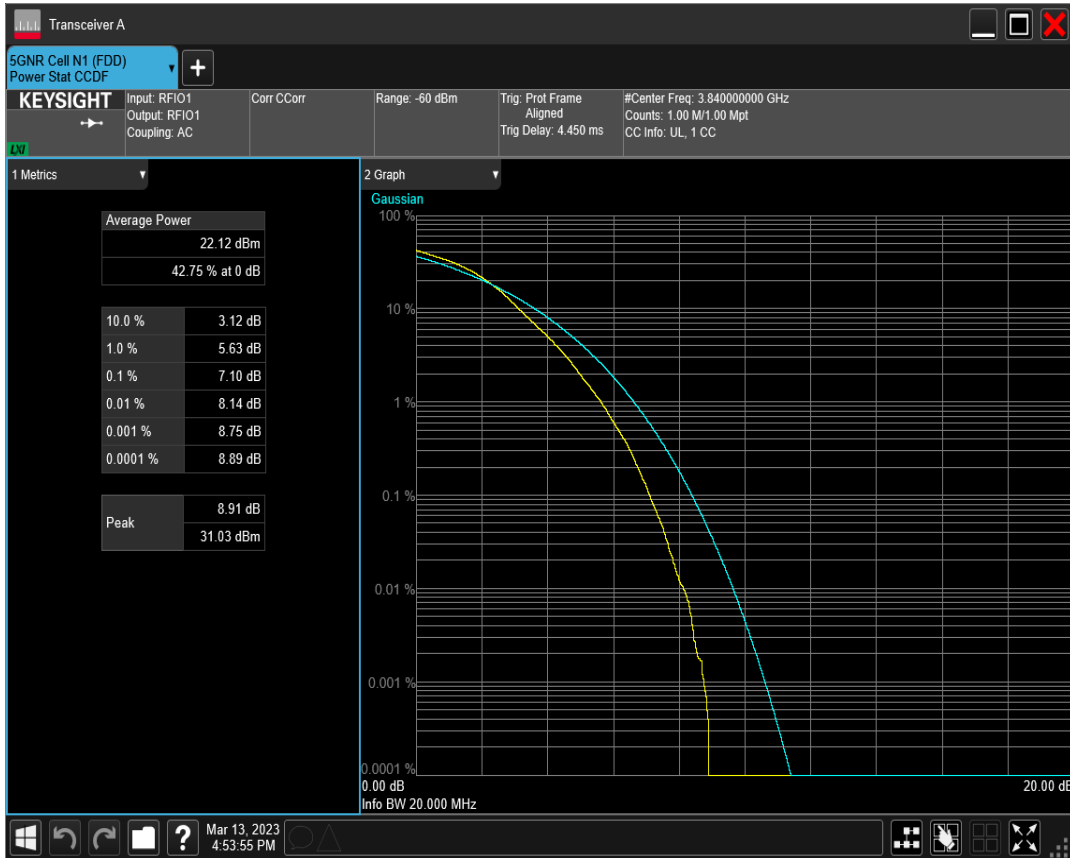 Transceiver A
5GNR Cell N1 (FDD)
Power Stat CCDF
+
KEYSIGHT
LXI
Input: RFIO1
Output: RFIO1
Coupling: AC
Corr CCorr
Range: -60 dBm
Trig: Prot Frame
Aligned
Trig Delay: 4.450 ms
#Center Freq: 3.840000000 GHz
Counts: 1.00 M/1.00 Mpt
CC Info: UL, 1 CC
1 Metrics
Average Power
22.12 dBm
42.75 % at 0 dB
10.0 % 3.12 dB
1.0 % 5.63 dB
0.1 % 7.10 dB
0.01 % 8.14 dB
0.001 % 8.75 dB
0.0001 % 8.89 dB
Peak
8.91 dB
31.03 dBm
2 Graph
Gaussian
100 %
10 %
1 %
0.1 %
0.01 %
0.001 %
0.0001 %
0.00 dB 20.00 dB
Info BW 20.000 MHz
?
Mar 13, 2023
4:53:55 PM